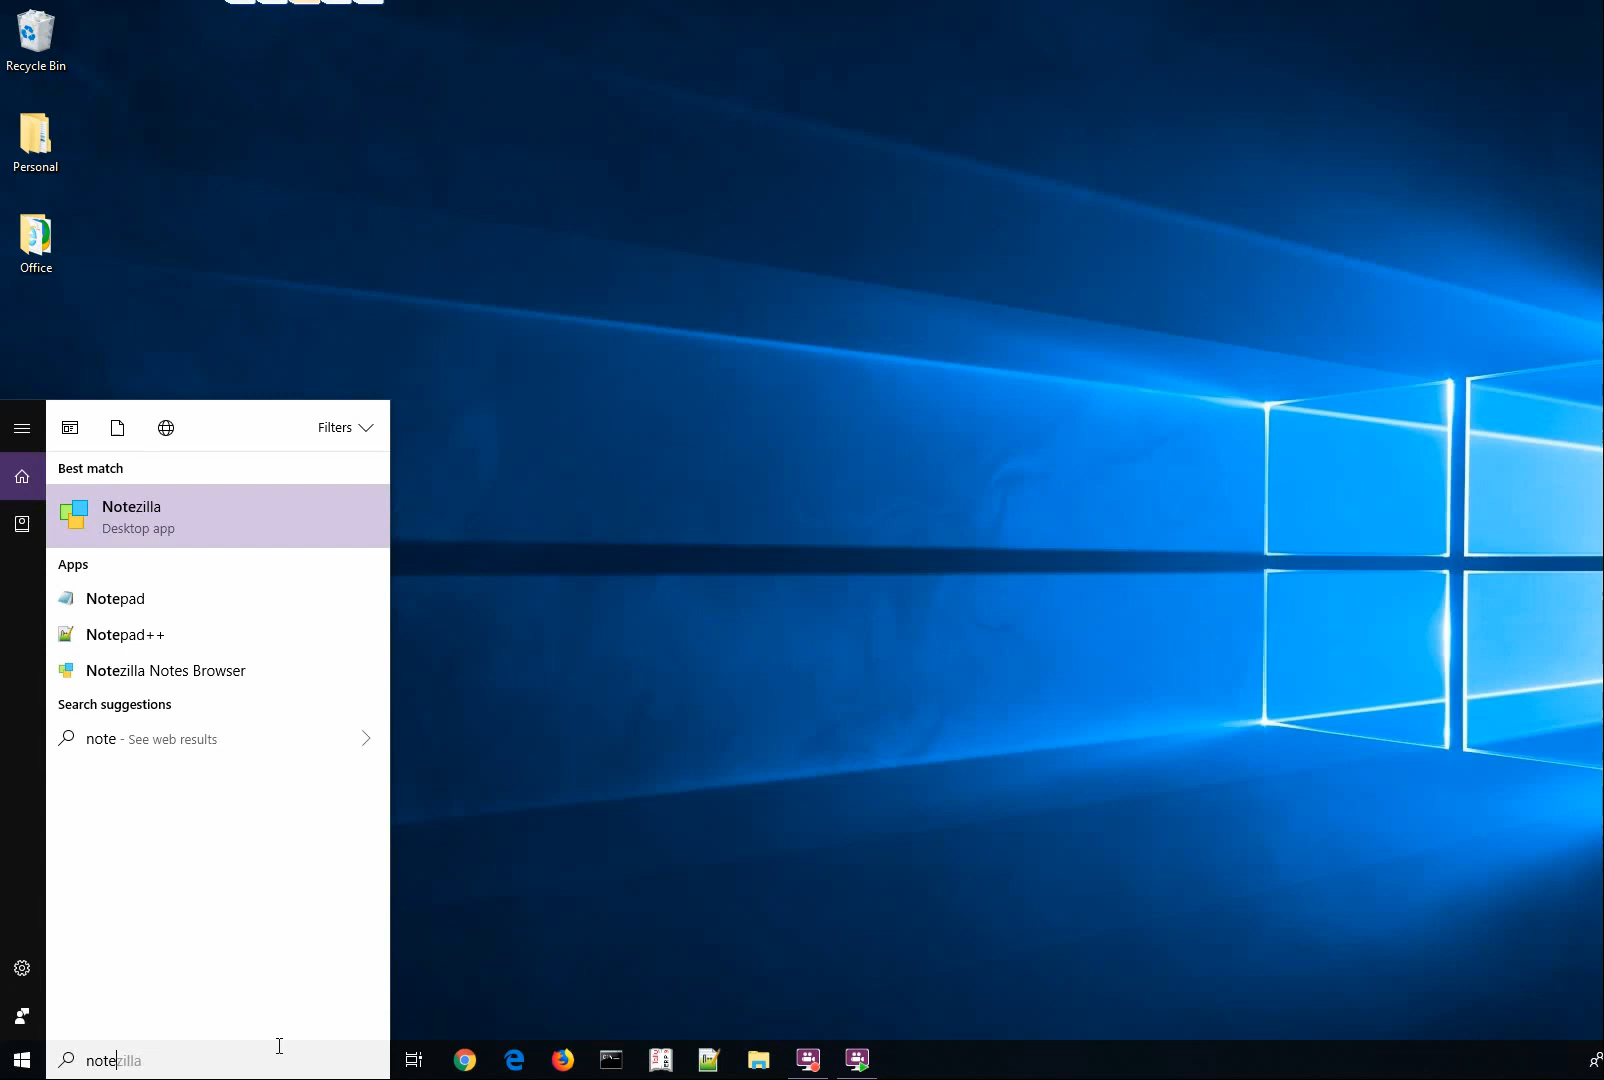 Recycle Bin
Personal
Office
Filters
Best match
Notezilla
Desktop app
Apps
Notepad
Notepad++
Notezilla Notes Browser
Search suggestions
note - See web results
notezilla